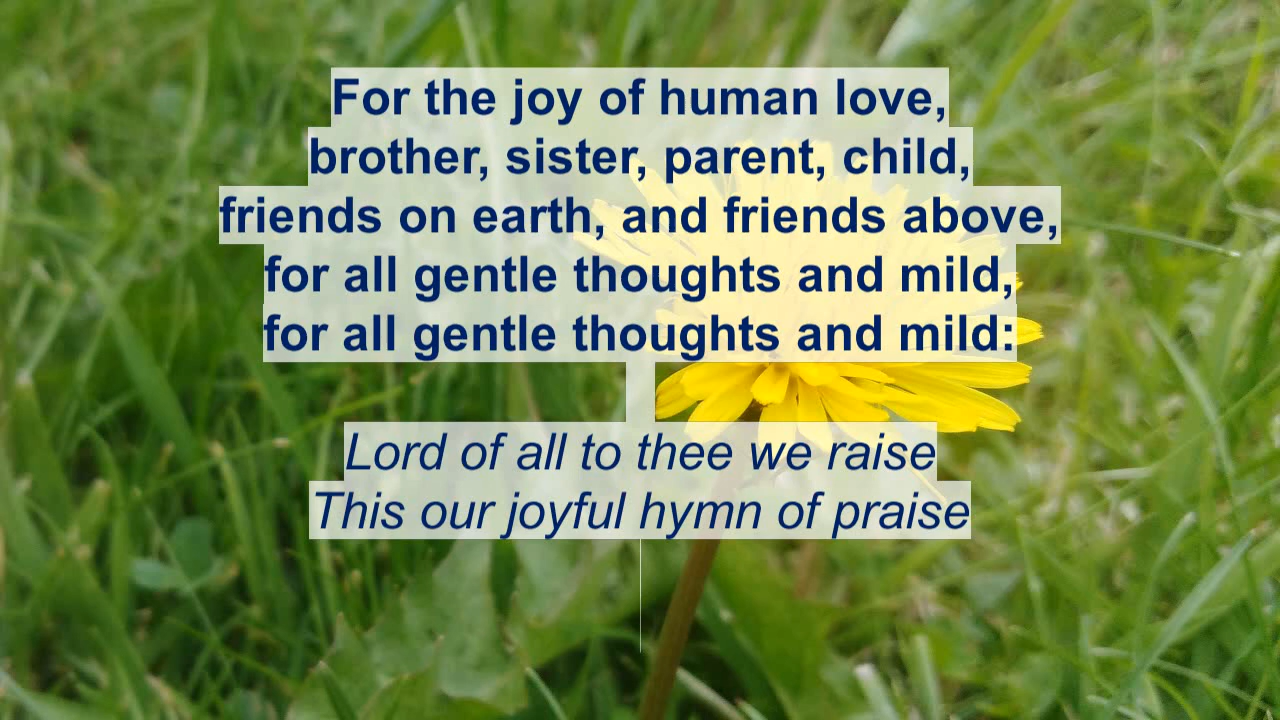 For the joy of human love,
brother, sister, parent, child,
friends on earth, and friends above,
for all gentle thoughts and mild,
for all gentle thoughts and mild:
Lord of all to thee we raise
This our joyful hymn of praise